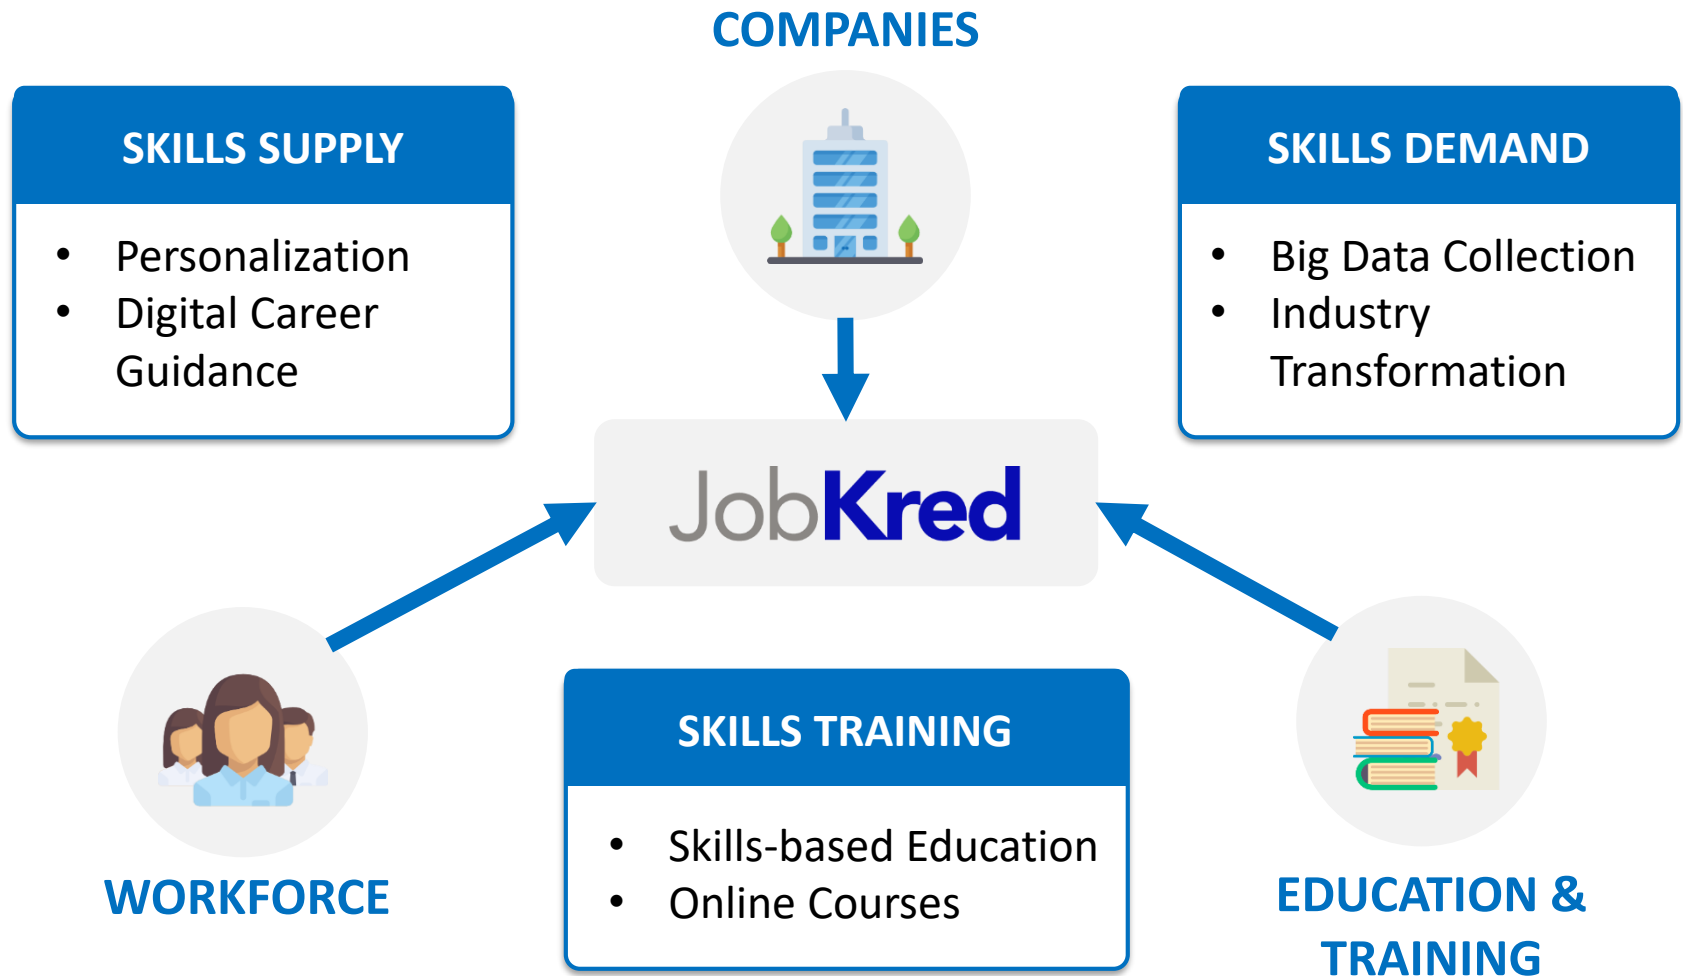 COMPANIES
SKILLS SUPPLY
• Personalization
• Digital Career
Guidance
SKILLS DEMAND
• Big Data Collection
• Industry
Transformation
JobKred
WORKFORCE
SKILLS TRAINING
• Skills-based Education
• Online Courses
EDUCATION &
TRAINING